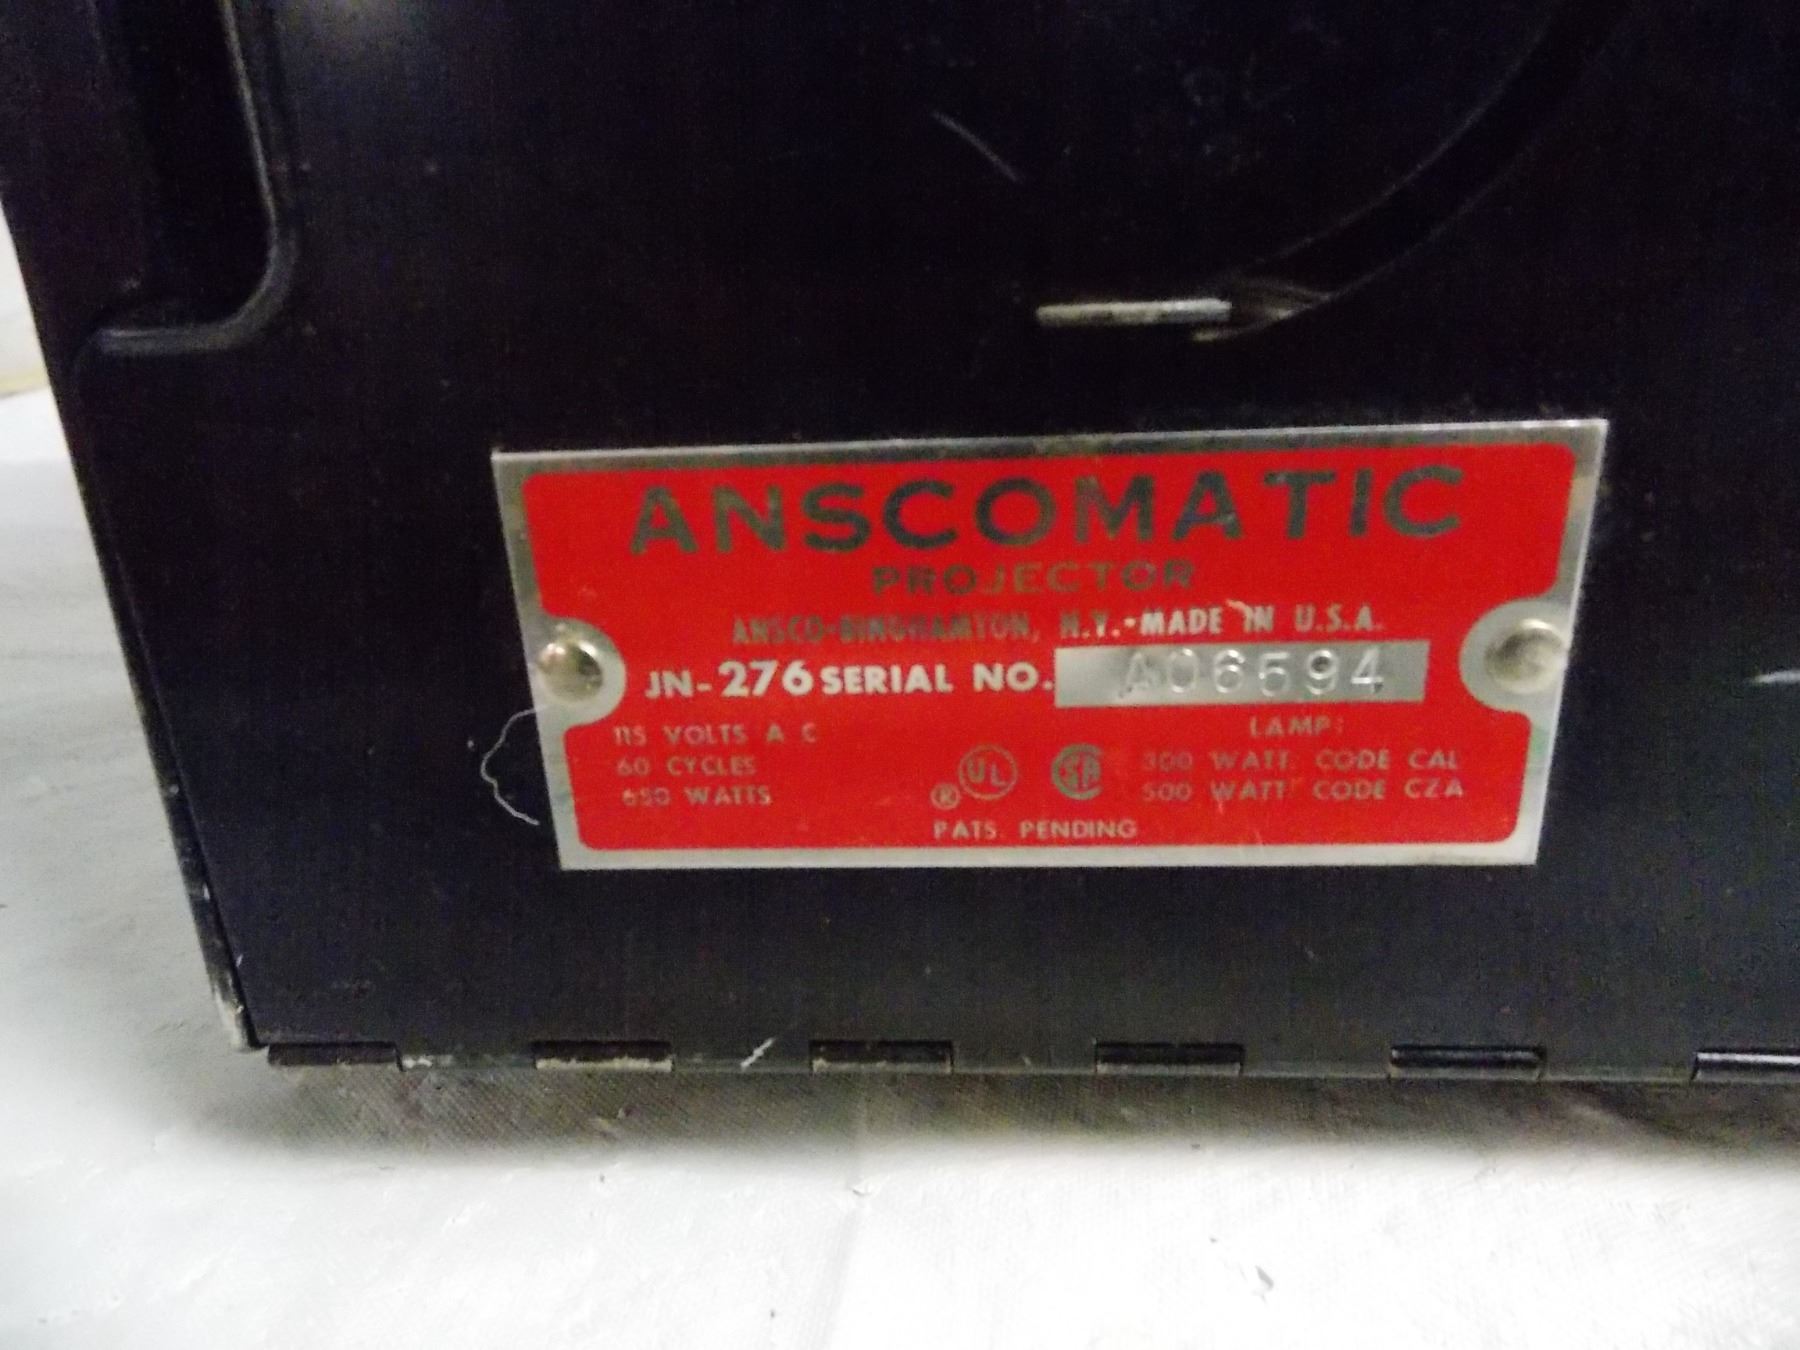 ANSCOMATIC
PROJECTOR
ANSCO-BINGHAMTON, N.Y.-MADE IN U.S.A.
JN-276 SERIAL NO. A06594
115 VOLTS A C
60 CYCLES
650 WATTS
® UL SA
PATS. PENDING
LAMP:
300 WATT. CODE CAL
500 WATT. CODE CZA